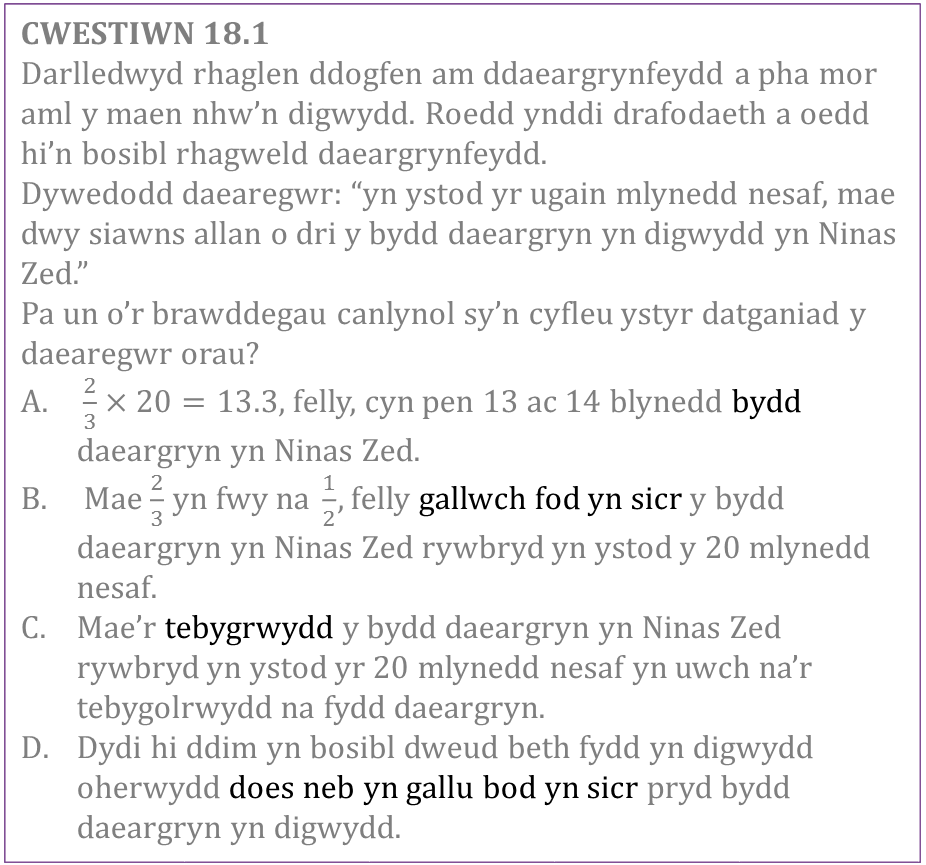 CWESTIWN 18.1
Darlledwyd rhaglen ddogfen am ddaeargrynfeydd a pha mor
aml y maen nhw’n digwydd. Roedd ynddi drafodaeth a oedd
hi’n bosibl rhagweld daeargrynfeydd.
Dywedodd daearegwr: “yn ystod yr ugain mlynedd nesaf, mae
dwy siawns allan o dri y bydd daeargryn yn digwydd yn Ninas
Zed.”
Pa un o’r brawddegau canlynol sy’n cyfleu ystyr datganiad y
daearegwr orau?
A. 2/3 × 20 = 13.3, felly, cyn pen 13 ac 14 blynedd bydd
daeargryn yn Ninas Zed.
B. Mae 2/3 yn fwy na 1/2, felly gallwch fod yn sicr y bydd
daeargryn yn Ninas Zed rywbryd yn ystod y 20 mlynedd
nesaf.
C. Mae’r tebygrwydd y bydd daeargryn yn Ninas Zed
rywbryd yn ystod yr 20 mlynedd nesaf yn uwch na’r
tebygolrwydd na fydd daeargryn.
D. Dydi hi ddim yn bosibl dweud beth fydd yn digwydd
oherwydd does neb yn gallu bod yn sicr pryd bydd
daeargryn yn digwydd.